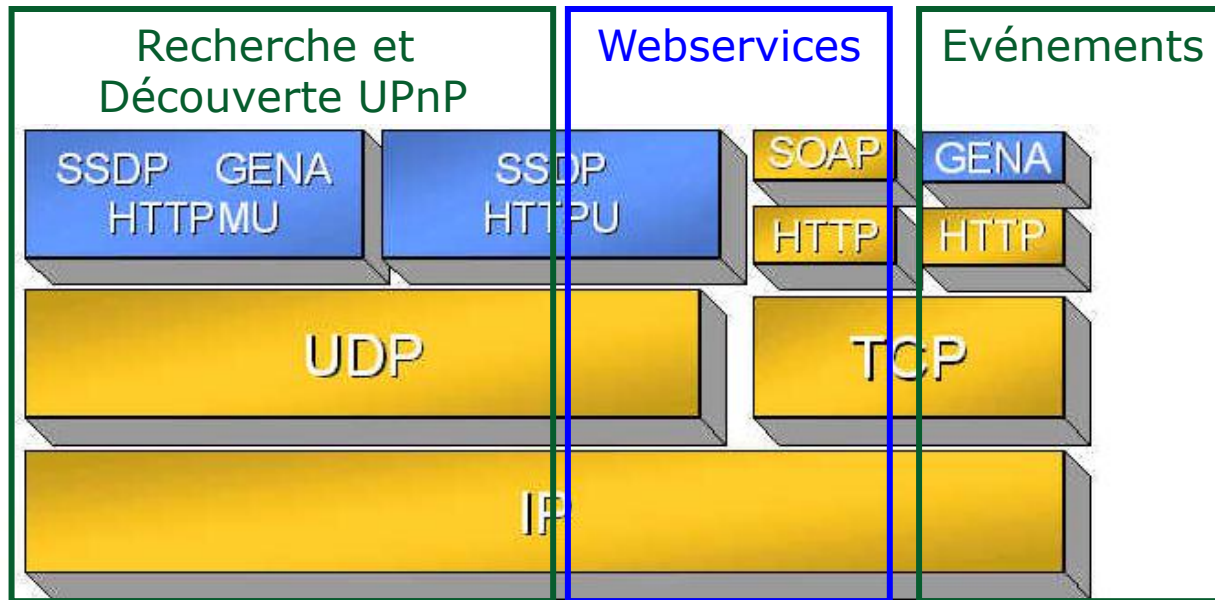 Recherche et
Découverte UPnP
Webservices
Evénements
SSDP GENA
HTTPMU
SSDP
HTTPU
SOAP
HTTP
GENA
HTTP
UDP
TCP
IP